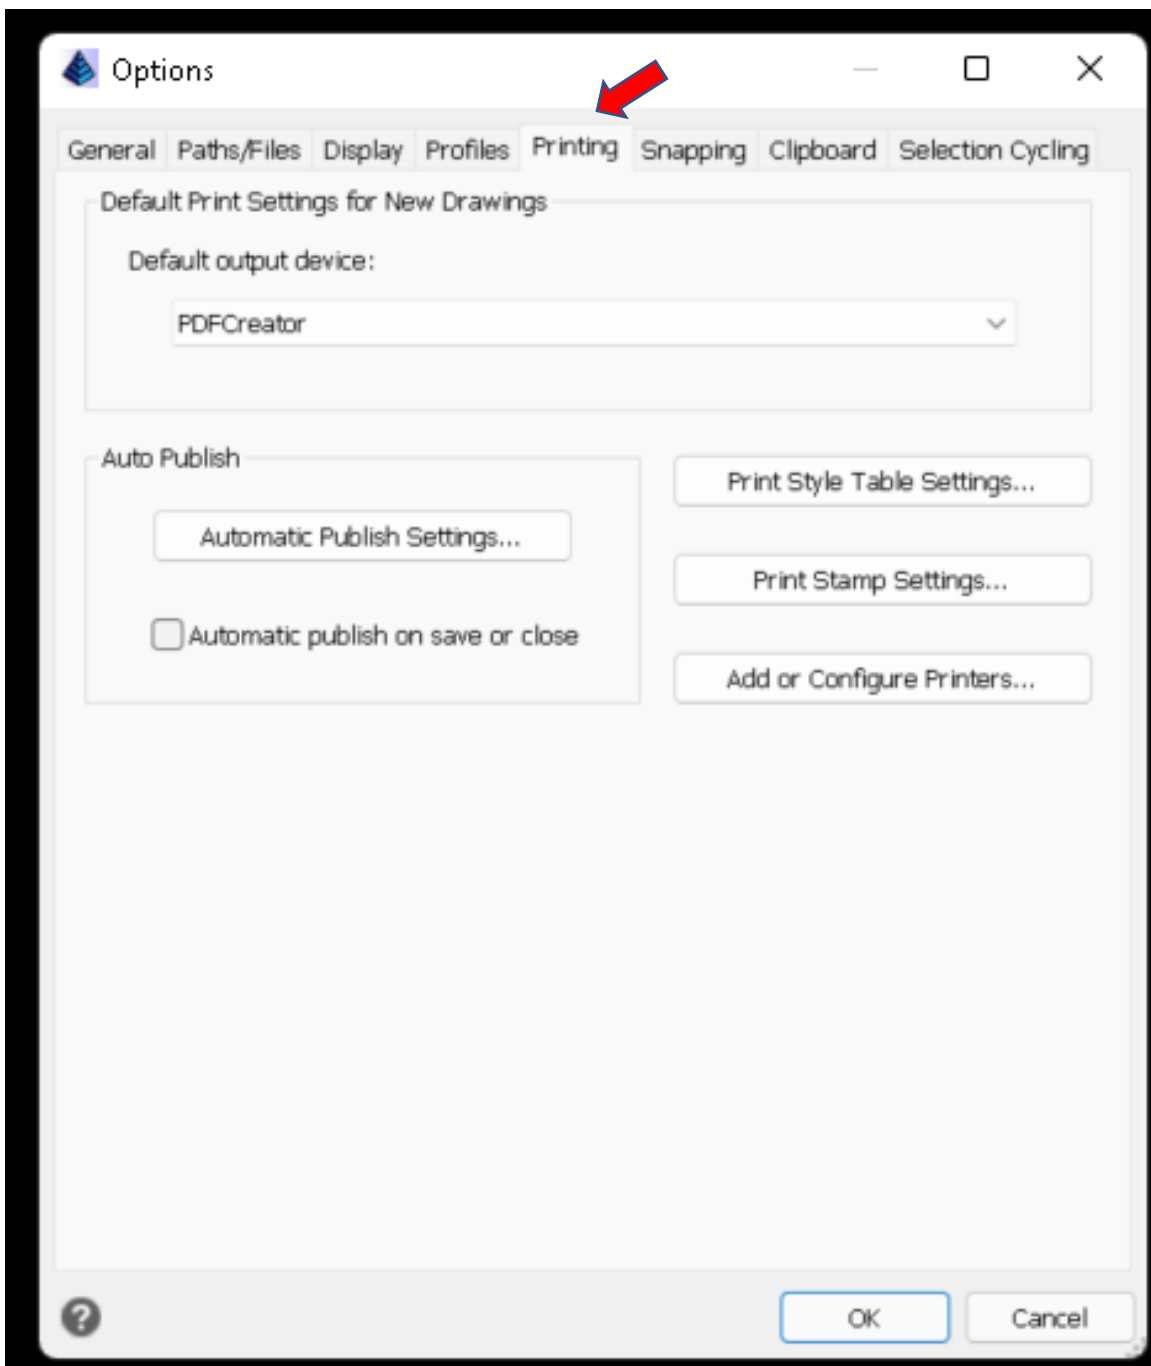 Options
General Paths/Files Display Profiles Printing Snapping Clipboard Selection Cycling
Default Print Settings for New Drawings
Default output device:
PDFCreator
Auto Publish
Automatic Publish Settings...
Automatic publish on save or close
Print Style Table Settings...
Print Stamp Settings...
Add or Configure Printers...
?
OK Cancel